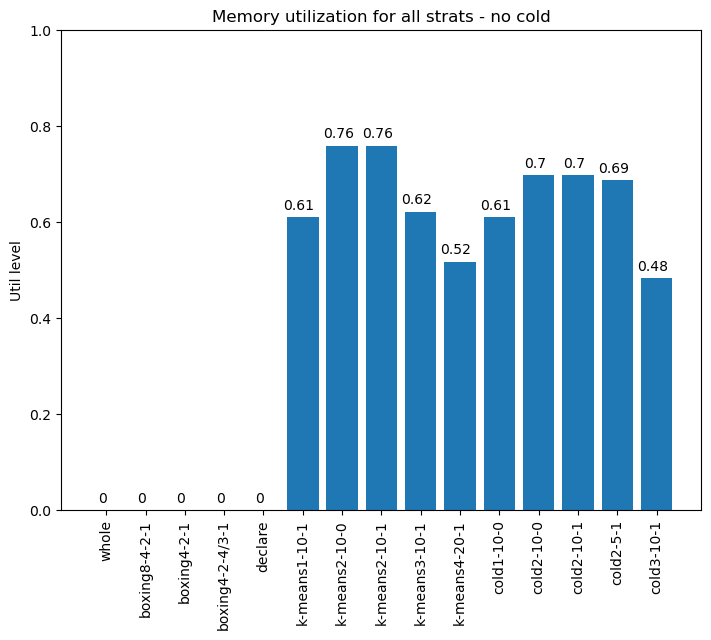 Memory utilization for all strats - no cold
1.0
0.8
0.6
0.4
0.2
0.0
Util level
0
0
0
0
0
0.61
0.76
0.76
0.62
0.52
0.61
0.7
0.7
0.69
0.48
whole
boxing8-4-2-1
boxing4-2-1
boxing4-2-4/3-1
declare
k-means1-10-1
k-means2-10-0
k-means2-10-1
k-means3-10-1
k-means4-20-1
cold1-10-0
cold2-10-0
cold2-10-1
cold2-5-1
cold3-10-1